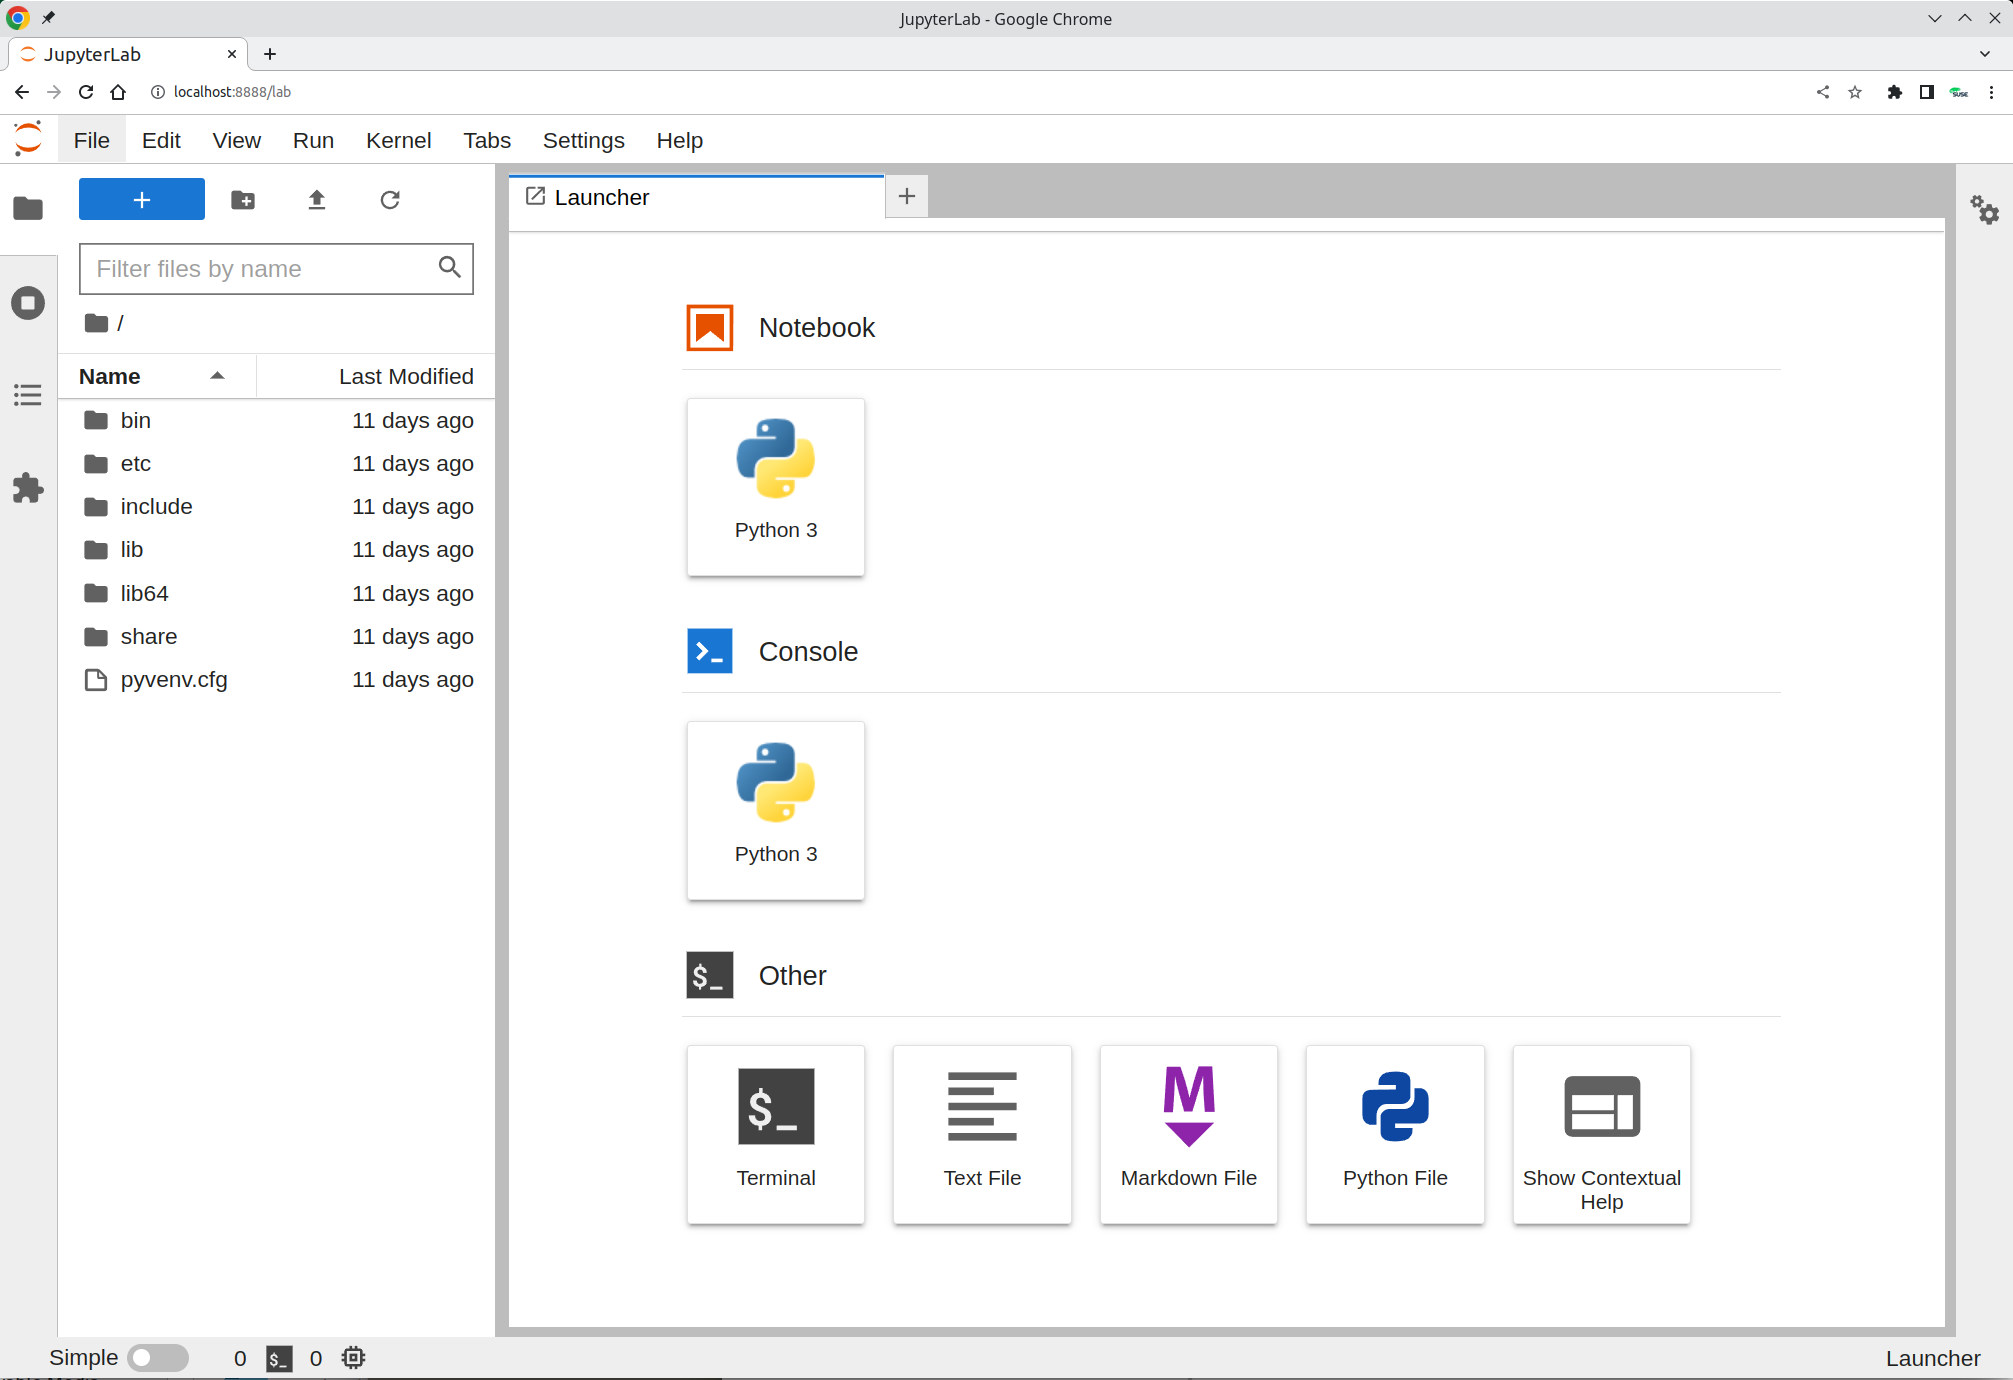 JupyterLab - Google Chrome
JupyterLab
localhost:8888/lab
SUSE
File Edit View Run Kernel Tabs Settings Help
Launcher
Filter files by name
/
Name Last Modified
bin 11 days ago
etc 11 days ago
include 11 days ago
lib 11 days ago
lib64 11 days ago
share 11 days ago
pyvenv.cfg 11 days ago
Notebook
Python 3
Console
Python 3
$_ Other
$_ M
Terminal Text File Markdown File Python File Show Contextual
Help
Simple 0 $_ 0 Launcher